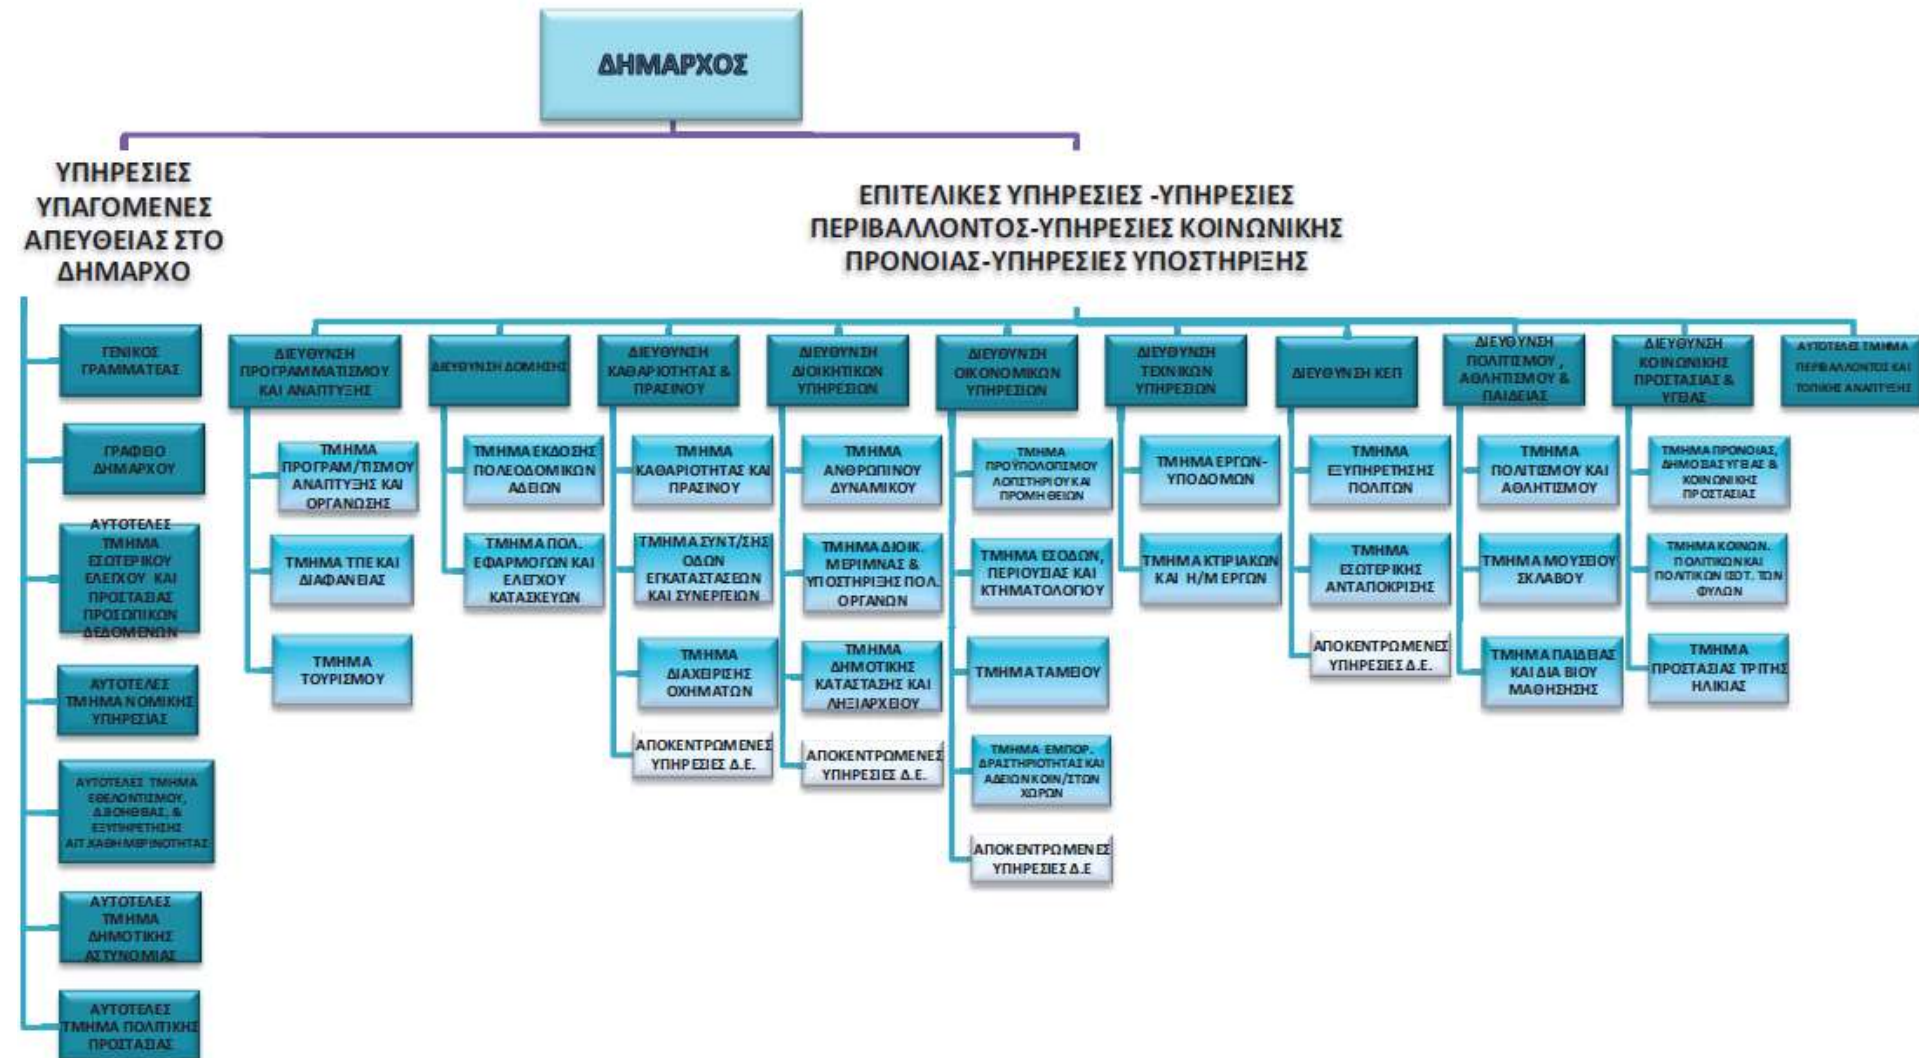 ΔΗΜΑΡΧΟΣ
ΥΠΗΡΕΣΙΕΣ
ΥΠΑΓΟΜΕΝΕΣ
ΑΠΕΥΘΕΙΑΣ ΣΤΟ
ΔΗΜΑΡΧΟ
ΓΕΝΙΚΟΣ
ΓΡΑΜΜΑΤΕΑΣ
ΓΡΑΦΕΙΟ
ΔΗΜΑΡΧΟΥ
ΑΥΤΟΤΕΛΕΣ
ΤΜΗΜΑ
ΕΣΩΤΕΡΙΚΟΥ
ΕΛΕΓΧΟΥ ΚΑΙ
ΠΡΟΣΤΑΣΙΑΣ
ΠΡΟΣΩΠΙΚΩΝ
ΔΕΔΟΜΕΝΩΝ
ΑΥΤΟΤΕΛΕΣ
ΤΜΗΜΑ ΝΟΜΙΚΗΣ
ΥΠΗΡΕΣΙΑΣ
ΑΥΤΟΤΕΛΕΣ ΤΜΗΜΑ
ΕΘΕΛΟΝΤΙΣΜΟΥ,
Δ.ΒΟΗΘΕΙΑΣ, &
ΕΞΥΠΗΡΕΤΗΣΗΣ
ΑΙΤ.ΚΑΘΗΜΕΡΙΝΟΤΗΤΑΣ
ΑΥΤΟΤΕΛΕΣ
ΤΜΗΜΑ
ΔΗΜΟΤΙΚΗΣ
ΑΣΤΥΝΟΜΙΑΣ
ΑΥΤΟΤΕΛΕΣ
ΤΜΗΜΑ ΠΟΛΙΤΙΚΗΣ
ΠΡΟΣΤΑΣΙΑΣ
ΕΠΙΤΕΛΙΚΕΣ ΥΠΗΡΕΣΙΕΣ -ΥΠΗΡΕΣΙΕΣ
ΠΕΡΙΒΑΛΛΟΝΤΟΣ-ΥΠΗΡΕΣΙΕΣ ΚΟΙΝΩΝΙΚΗΣ
ΠΡΟΝΟΙΑΣ-ΥΠΗΡΕΣΙΕΣ ΥΠΟΣΤΗΡΙΞΗΣ
ΔΙΕΥΘΥΝΣΗ
ΠΡΟΓΡΑΜΜΑΤΙΣΜΟΥ
ΚΑΙ ΑΝΑΠΤΥΞΗΣ
ΤΜΗΜΑ
ΠΡΟΓΡΑΜ/ΤΙΣΜΟΥ
ΑΝΑΠΤΥΞΗΣ ΚΑΙ
ΟΡΓΑΝΩΣΗΣ
ΤΜΗΜΑ ΤΠΕ ΚΑΙ
ΔΙΑΦΑΝΕΙΑΣ
ΤΜΗΜΑ
ΤΟΥΡΙΣΜΟΥ
ΔΙΕΥΘΥΝΣΗ ΔΟΜΗΣΗΣ
ΤΜΗΜΑ ΕΚΔΟΣΗΣ
ΠΟΛΕΟΔΟΜΙΚΩΝ
ΑΔΕΙΩΝ
ΤΜΗΜΑ ΠΟΛ.
ΕΦΑΡΜΟΓΩΝ ΚΑΙ
ΕΛΕΓΧΟΥ
ΚΑΤΑΣΚΕΥΩΝ
ΔΙΕΥΘΥΝΣΗ
ΚΑΘΑΡΙΟΤΗΤΑΣ &
ΠΡΑΣΙΝΟΥ
ΤΜΗΜΑ
ΚΑΘΑΡΙΟΤΗΤΑΣ ΚΑΙ
ΠΡΑΣΙΝΟΥ
ΤΜΗΜΑ ΣΥΝΤ/ΣΗΣ
ΟΔΩΝ
ΕΓΚΑΤΑΣΤΑΣΕΩΝ
ΚΑΙ ΣΥΝΕΡΓΕΙΩΝ
ΤΜΗΜΑ
ΔΙΑΧΕΙΡΙΣΗΣ
ΟΧΗΜΑΤΩΝ
ΑΠΟΚΕΝΤΡΩΜΕΝΕΣ
ΥΠΗΡΕΣΙΕΣ Δ.Ε.
ΔΙΕΥΘΥΝΣΗ
ΔΙΟΙΚΗΤΙΚΩΝ
ΥΠΗΡΕΣΙΩΝ
ΤΜΗΜΑ
ΑΝΘΡΩΠΙΝΟΥ
ΔΥΝΑΜΙΚΟΥ
ΤΜΗΜΑ ΔΙΟΙΚ.
ΜΕΡΙΜΝΑΣ &
ΥΠΟΣΤΗΡΙΞΗΣ ΠΟΛ.
ΟΡΓΑΝΩΝ
ΤΜΗΜΑ
ΔΗΜΟΤΙΚΗΣ
ΚΑΤΑΣΤΑΣΗΣ ΚΑΙ
ΛΗΞΙΑΡΧΕΙΟΥ
ΑΠΟΚΕΝΤΡΩΜΕΝΕΣ
ΥΠΗΡΕΣΙΕΣ Δ.Ε.
ΔΙΕΥΘΥΝΣΗ
ΟΙΚΟΝΟΜΙΚΩΝ
ΥΠΗΡΕΣΙΩΝ
ΤΜΗΜΑ
ΠΡΟΫΠΟΛΟΓΙΣΜΟΥ
ΛΟΓΙΣΤΗΡΙΟΥ ΚΑΙ
ΠΡΟΜΗΘΕΙΩΝ
ΤΜΗΜΑ ΕΣΟΔΩΝ,
ΠΕΡΙΟΥΣΙΑΣ ΚΑΙ
ΚΤΗΜΑΤΟΛΟΓΙΟΥ
ΤΜΗΜΑ ΤΑΜΕΙΟΥ
ΤΜΗΜΑ ΕΜΠΟΡ.
ΔΡΑΣΤΗΡΙΟΤΗΤΑΣ ΚΑΙ
ΑΔΕΙΩΝ ΚΟΙΝ/ΣΤΩΝ
ΧΩΡΩΝ
ΑΠΟΚΕΝΤΡΩΜΕΝΕΣ
ΥΠΗΡΕΣΙΕΣ Δ.Ε
ΔΙΕΥΘΥΝΣΗ
ΤΕΧΝΙΚΩΝ
ΥΠΗΡΕΣΙΩΝ
ΤΜΗΜΑ ΕΡΓΩΝ-
ΥΠΟΔΟΜΩΝ
ΤΜΗΜΑ ΚΤΙΡΙΑΚΩΝ
ΚΑΙ Η/Μ ΕΡΓΩΝ
ΔΙΕΥΘΥΝΣΗ ΚΕΠ
ΤΜΗΜΑ
ΕΞΥΠΗΡΕΤΗΣΗΣ
ΠΟΛΙΤΩΝ
ΤΜΗΜΑ
ΕΣΩΤΕΡΙΚΗΣ
ΑΝΤΑΠΟΚΡΙΣΗΣ
ΑΠΟΚΕΝΤΡΩΜΕΝΕΣ
ΥΠΗΡΕΣΙΕΣ Δ.Ε.
ΔΙΕΥΘΥΝΣΗ
ΠΟΛΙΤΙΣΜΟΥ ,
ΑΘΛΗΤΙΣΜΟΥ &
ΠΑΙΔΕΙΑΣ
ΤΜΗΜΑ
ΠΟΛΙΤΙΣΜΟΥ ΚΑΙ
ΑΘΛΗΤΙΣΜΟΥ
ΤΜΗΜΑ ΜΟΥΣΕΙΟΥ
ΣΚΛΑΒΟΥ
ΤΜΗΜΑ ΠΑΙΔΕΙΑΣ
ΚΑΙ ΔΙΑ ΒΙΟΥ
ΜΑΘΗΣΗΣΗΣ
ΔΙΕΥΘΥΝΣΗ
ΚΟΙΝΩΝΙΚΗΣ
ΠΡΟΣΤΑΣΙΑΣ &
ΥΓΕΙΑΣ
ΤΜΗΜΑ ΠΡΟΝΟΙΑΣ,
ΔΗΜΟΣΙΑΣ ΥΓΕΙΑΣ &
ΚΟΙΝΩΝΙΚΗΣ
ΠΡΟΣΤΑΣΙΑΣ
ΤΜΗΜΑ ΚΟΙΝΩΝ.
ΠΟΛΙΤΙΚΩΝ ΚΑΙ
ΠΟΛΙΤΙΚΩΝ ΙΣΟΤ. ΤΩΝ
ΦΥΛΩΝ
ΤΜΗΜΑ
ΠΡΟΣΤΑΣΙΑΣ ΤΡΙΤΗΣ
ΗΛΙΚΙΑΣ
ΑΥΤΟΤΕΛΕΣ ΤΜΗΜΑ
ΠΕΡΙΒΑΛΛΟΝΤΟΣ ΚΑΙ
ΤΟΠΙΚΗΣ ΑΝΑΠΤΥΞΗΣ